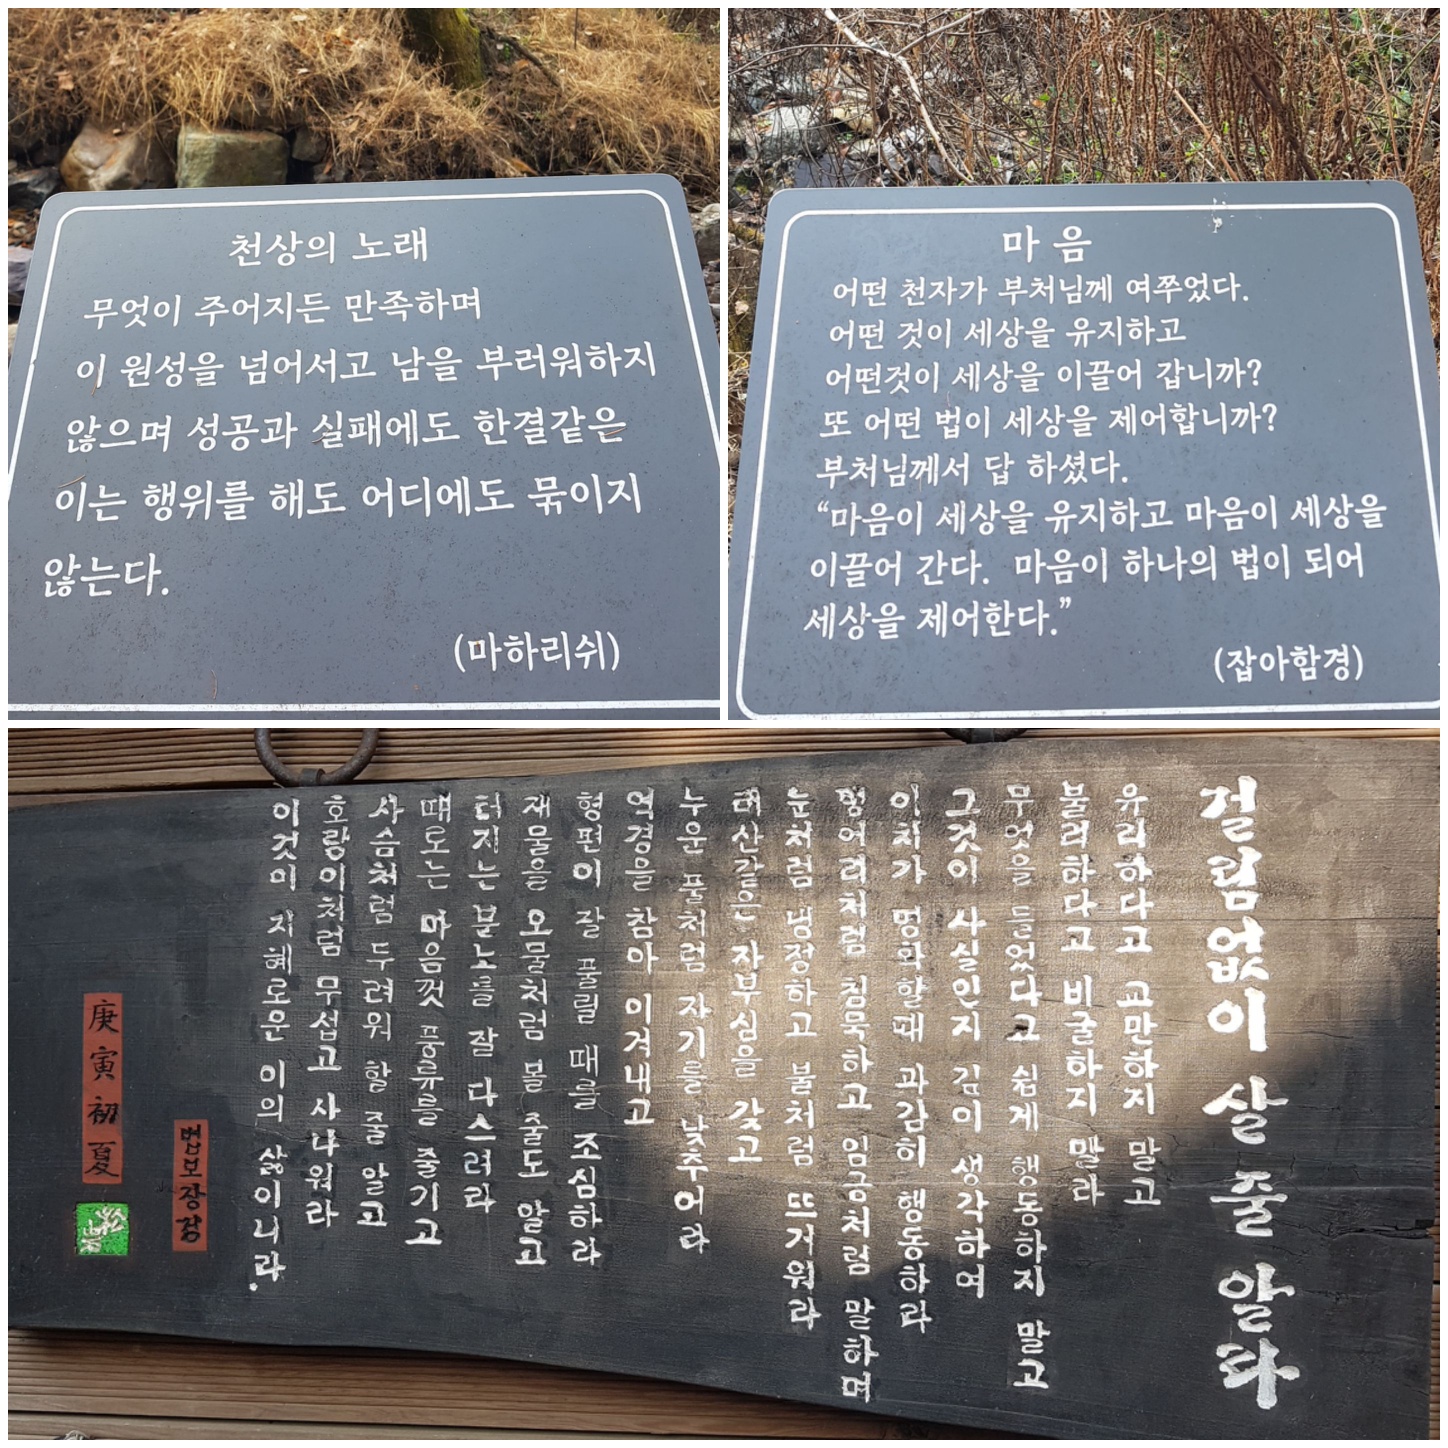 천상의 노래
무엇이 주어지든 만족하며
이 원성을 넘어서고 남을 부러워하지
않으며 성공과 실패에도 한결같은
이는 행위를 해도 어디에도 묶이지
않는다.
(마하리쉬)
마 음
어떤 천자가 부처님께 여쭈었다.
어떤 것이 세상을 유지하고
어떤것이 세상을 이끌어 갑니까?
또 어떤 법이 세상을 제어합니까?
부처님께서 답 하셨다.
“마음이 세상을 유지하고 마음이 세상을
이끌어 간다. 마음이 하나의 법이 되어
세상을 제어한다.”
(잡아함경)
걸림없이 살 줄 알라
유리하다고 교만하지 말고
불리하다고 비굴하지 말라
무엇을 들었다고 쉽게 행동하지 말고
그것이 사실인지 깊이 생각하여
이치가 명확할때 과감히 행동하라
벙어리처럼 침묵하고 임금처럼 말하며
눈처럼 냉정하고 불처럼 뜨거워라
태산같은 자부심을 갖고
누운 풀처럼 자기를 낮추어라
역경을 참아 이겨내고
형편이 잘 풀릴 때를 조심하라
재물을 오물처럼 볼 줄도 알고
터지는 분노를 잘 다스려라
때로는 마음껏 풍류를 즐기고
사슴처럼 두려워 할 줄 알고
호랑이처럼 무섭고 사나워라
이것이 지혜로운 이의 삶이니라.
법보장경
庚寅初夏